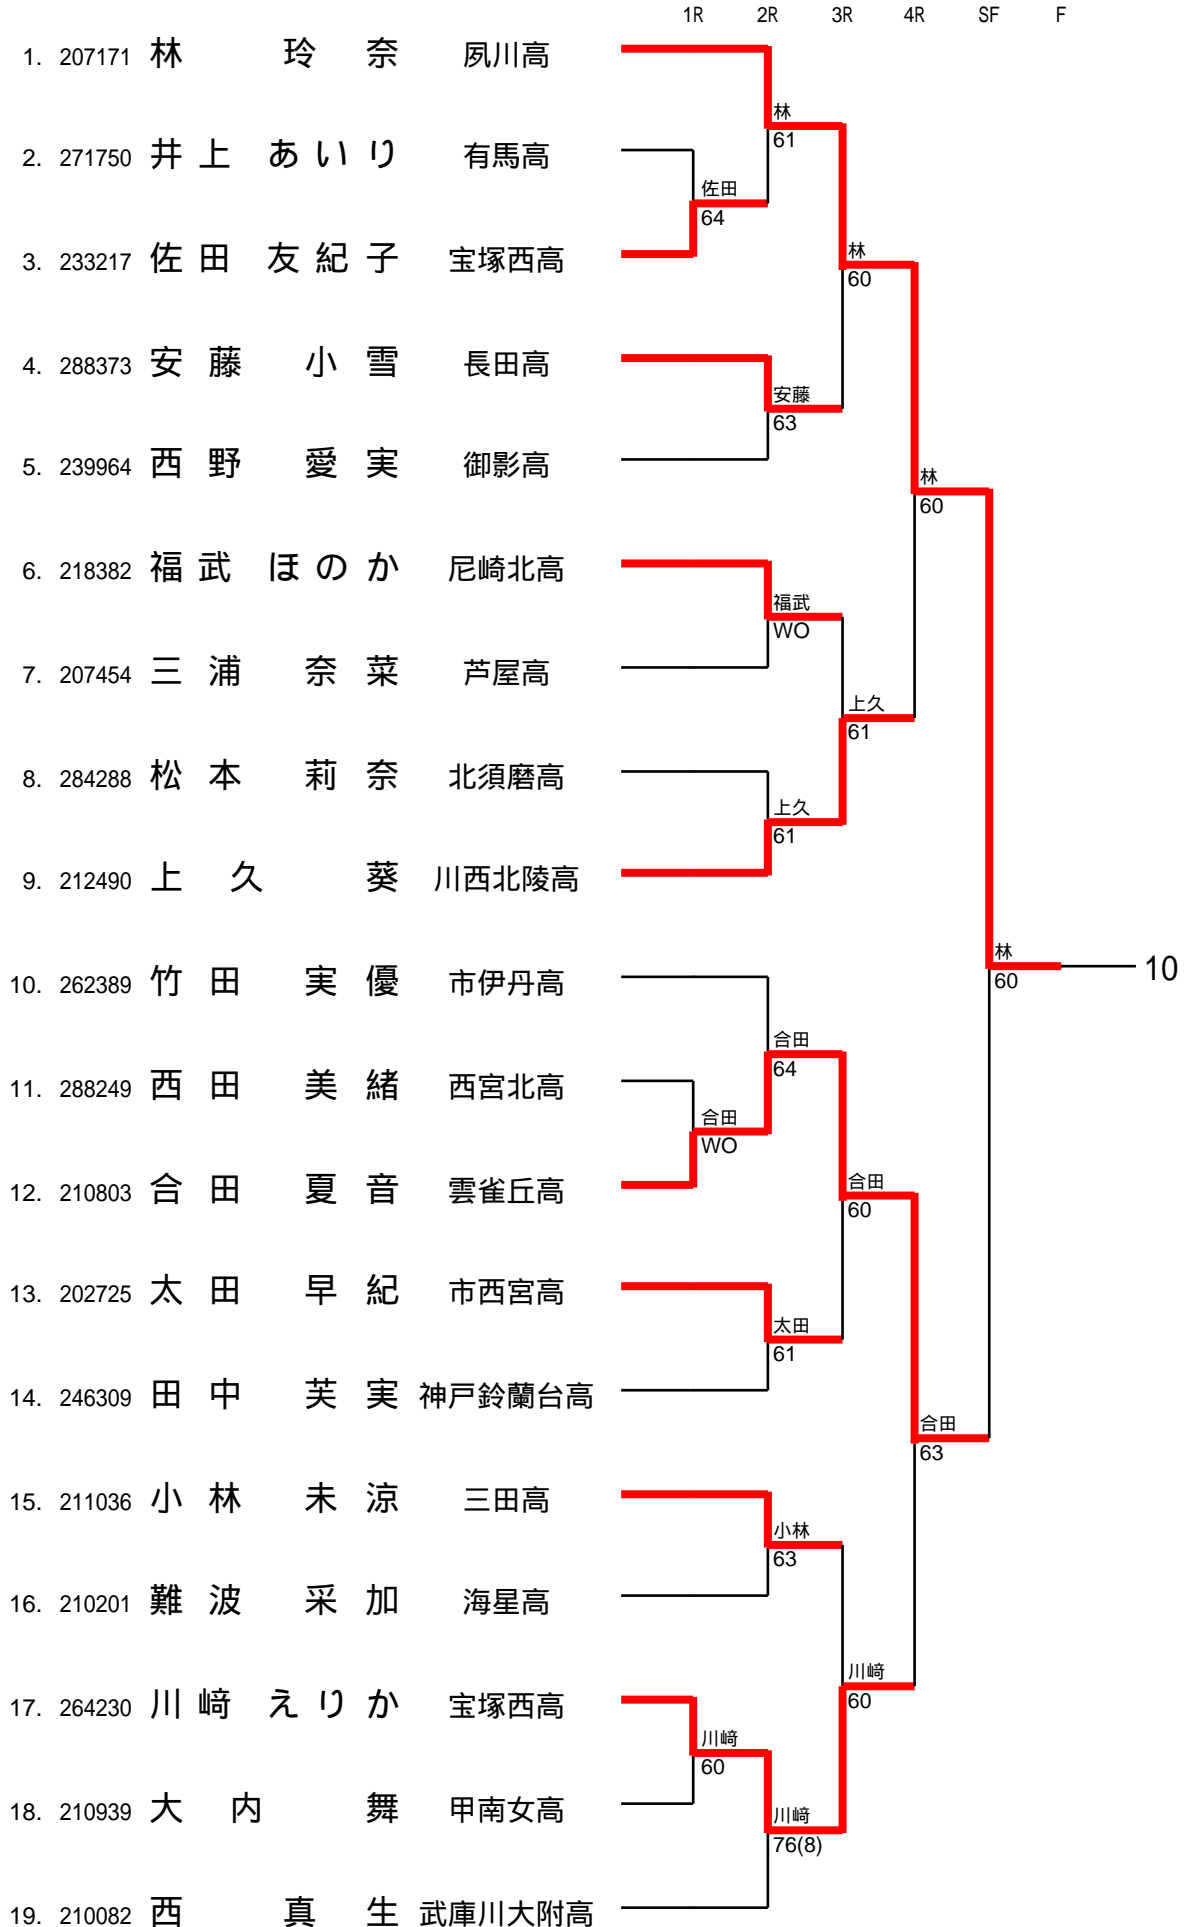 1R 2R 3R 4R SF F
1. 207171 林 玲 奈 夙川高
林
61
2. 271750 井 上 あ い り 有馬高
佐田
64
3. 233217 佐 田 友 紀 子 宝塚西高
林
60
4. 288373 安 藤 小 雪 長田高
安藤
63
5. 239964 西 野 愛 実 御影高
林
60
6. 218382 福 武 ほ の か 尼崎北高
福武
WO
7. 207454 三 浦 奈 菜 芦屋高
上久
61
8. 284288 松 本 莉 奈 北須磨高
上久
61
9. 212490 上 久 葵 川西北陵高
林
60
10
10. 262389 竹 田 実 優 市伊丹高
合田
64
11. 288249 西 田 美 緒 西宮北高
合田
WO
12. 210803 合 田 夏 音 雲雀丘高
合田
60
13. 202725 太 田 早 紀 市西宮高
太田
61
14. 246309 田 中 芙 実 神戸鈴蘭台高
合田
63
15. 211036 小 林 未 涼 三田高
小林
63
16. 210201 難 波 采 加 海星高
川﨑
60
17. 264230 川 﨑 え り か 宝塚西高
川﨑
60
18. 210939 大 内 舞 甲南女高
川﨑
76(8)
19. 210082 西 真 生 武庫川大附高